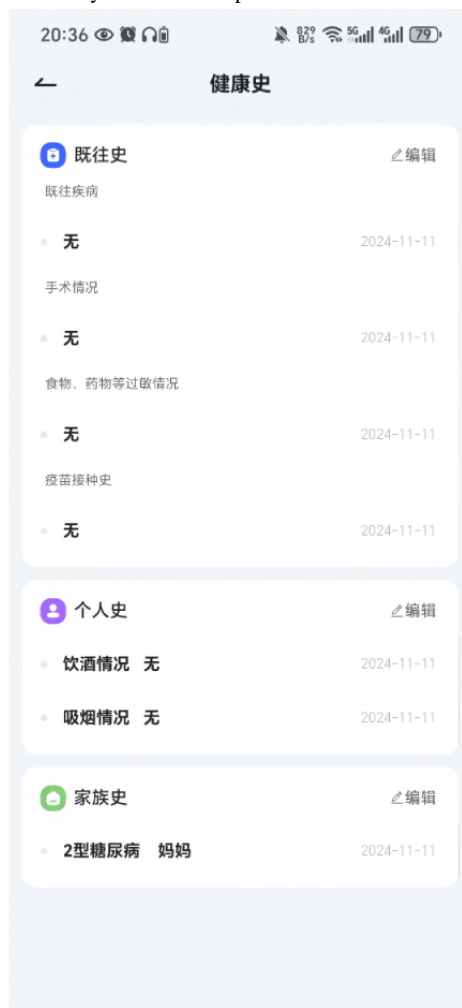 20:36 829 B/s 5G 4G 79
健康史
既往史 编辑
既往疾病
无 2024-11-11
手术情况
无 2024-11-11
食物、药物等过敏情况
无 2024-11-11
疫苗接种史
无 2024-11-11
个人史 编辑
饮酒情况 无 2024-11-11
吸烟情况 无 2024-11-11
家族史 编辑
2型糖尿病 妈妈 2024-11-11